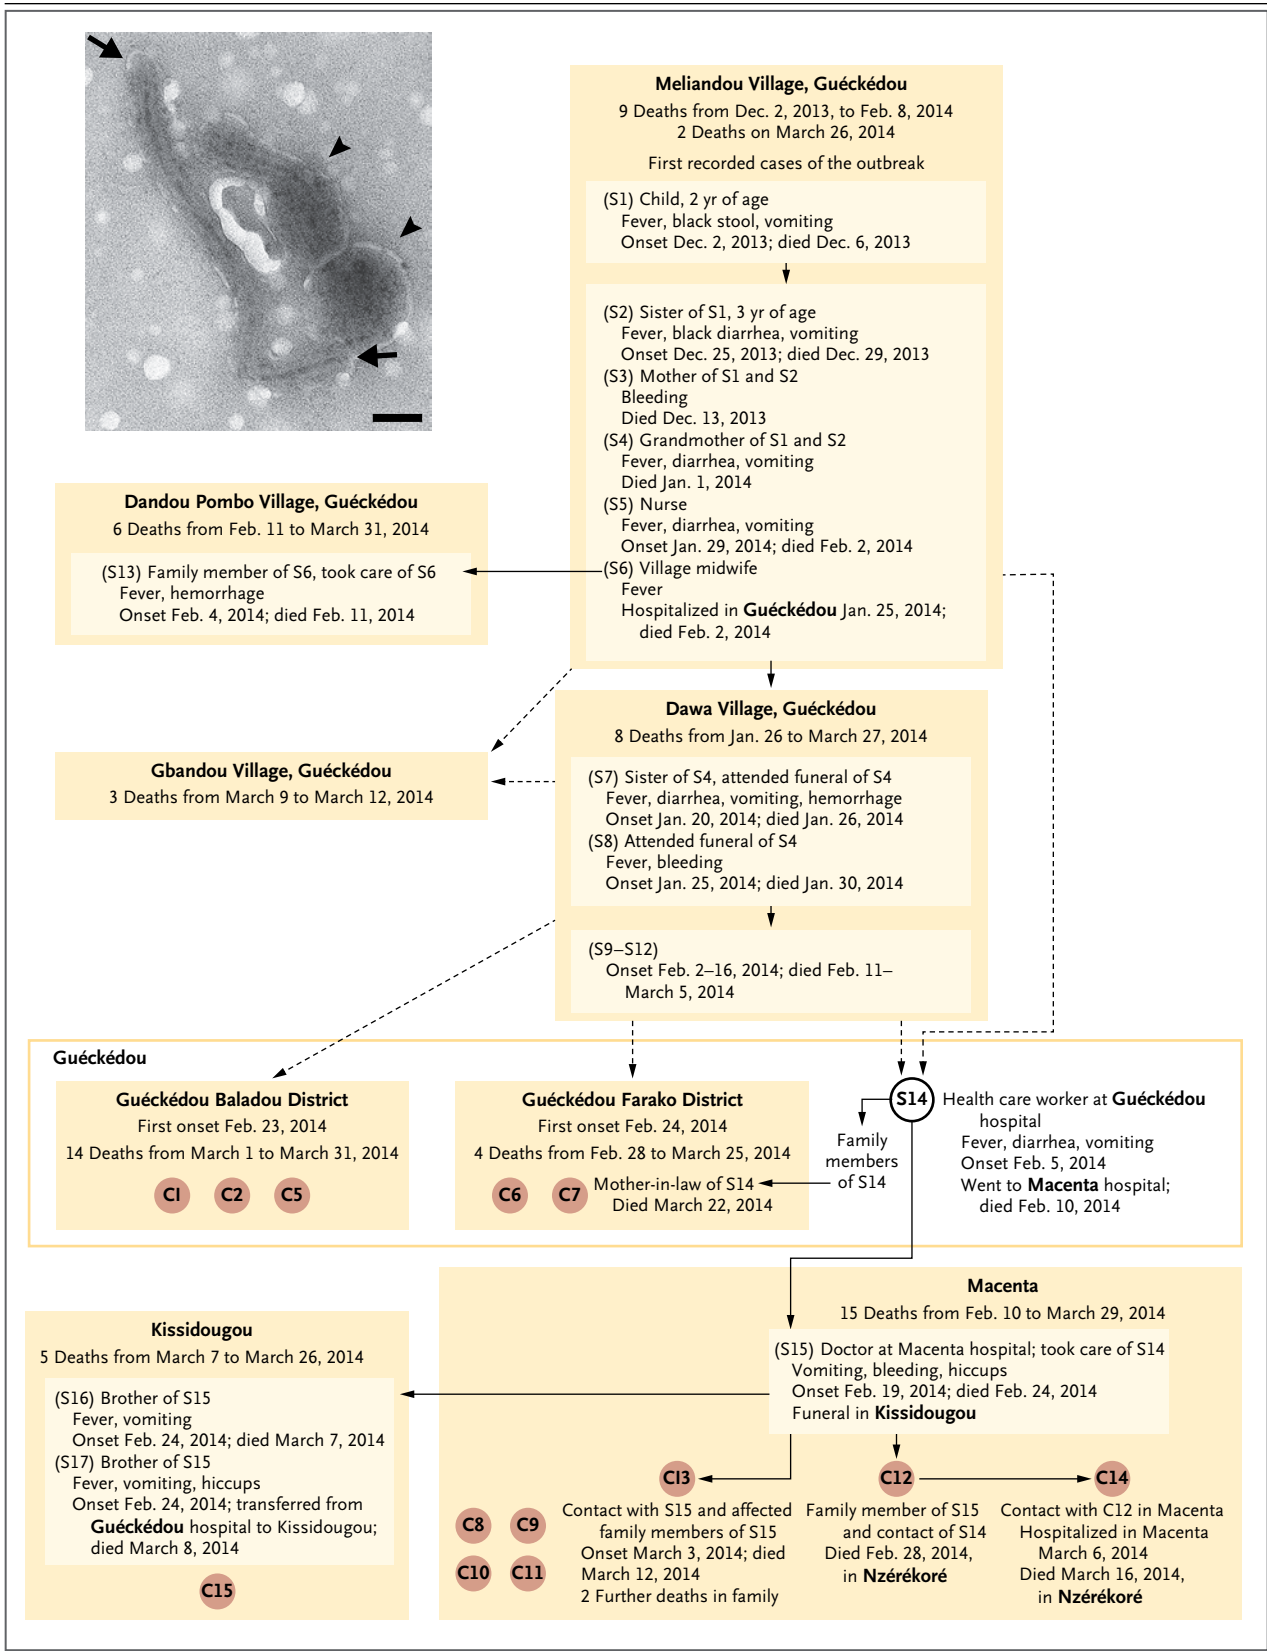 Meliandou Village, Guéckédou
9 Deaths from Dec. 2, 2013, to Feb. 8, 2014
2 Deaths on March 26, 2014
First recorded cases of the outbreak
(S1) Child, 2 yr of age
Fever, black stool, vomiting
Onset Dec. 2, 2013; died Dec. 6, 2013
(S2) Sister of S1, 3 yr of age
Fever, black diarrhea, vomiting
Onset Dec. 25, 2013; died Dec. 29, 2013
(S3) Mother of S1 and S2
Bleeding
Died Dec. 13, 2013
(S4) Grandmother of S1 and S2
Fever, diarrhea, vomiting
Died Jan. 1, 2014
(S5) Nurse
Fever, diarrhea, vomiting
Onset Jan. 29, 2014; died Feb. 2, 2014
(S6) Village midwife
Fever
Hospitalized in Guéckédou Jan. 25, 2014;
died Feb. 2, 2014
Dandou Pombo Village, Guéckédou
6 Deaths from Feb. 11 to March 31, 2014
(S13) Family member of S6, took care of S6
Fever, hemorrhage
Onset Feb. 4, 2014; died Feb. 11, 2014
Dawa Village, Guéckédou
8 Deaths from Jan. 26 to March 27, 2014
(S7) Sister of S4, attended funeral of S4
Fever, diarrhea, vomiting, hemorrhage
Onset Jan. 20, 2014; died Jan. 26, 2014
(S8) Attended funeral of S4
Fever, bleeding
Onset Jan. 25, 2014; died Jan. 30, 2014
(S9–S12)
Onset Feb. 2–16, 2014; died Feb. 11–
March 5, 2014
Gbandou Village, Guéckédou
3 Deaths from March 9 to March 12, 2014
Guéckédou
Guéckédou Baladou District
First onset Feb. 23, 2014
14 Deaths from March 1 to March 31, 2014
C1 C2 C5
Guéckédou Farako District
First onset Feb. 24, 2014
4 Deaths from Feb. 28 to March 25, 2014
C6 C7
Mother-in-law of S14
Died March 22, 2014
Family
members
of S14
S14
Health care worker at Guéckédou
hospital
Fever, diarrhea, vomiting
Onset Feb. 5, 2014
Went to Macenta hospital;
died Feb. 10, 2014
Macenta
15 Deaths from Feb. 10 to March 29, 2014
(S15) Doctor at Macenta hospital; took care of S14
Vomiting, bleeding, hiccups
Onset Feb. 19, 2014; died Feb. 24, 2014
Funeral in Kissidougou
Kissidougou
5 Deaths from March 7 to March 26, 2014
(S16) Brother of S15
Fever, vomiting
Onset Feb. 24, 2014; died March 7, 2014
(S17) Brother of S15
Fever, vomiting, hiccups
Onset Feb. 24, 2014; transferred from
Guéckédou hospital to Kissidougou;
died March 8, 2014
C15
C8 C9
C10 C11
C13
Contact with S15 and affected
family members of S15
Onset March 3, 2014; died
March 12, 2014
2 Further deaths in family
C12
Family member of S15
and contact of S14
Died Feb. 28, 2014,
in Nzérékoré
C14
Contact with C12 in Macenta
Hospitalized in Macenta
March 6, 2014
Died March 16, 2014,
in Nzérékoré